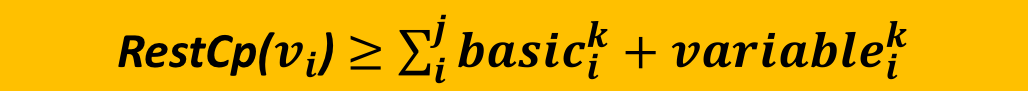 RestCp(v_i) ≥ ∑_i^j basic_i^k + variable_i^k